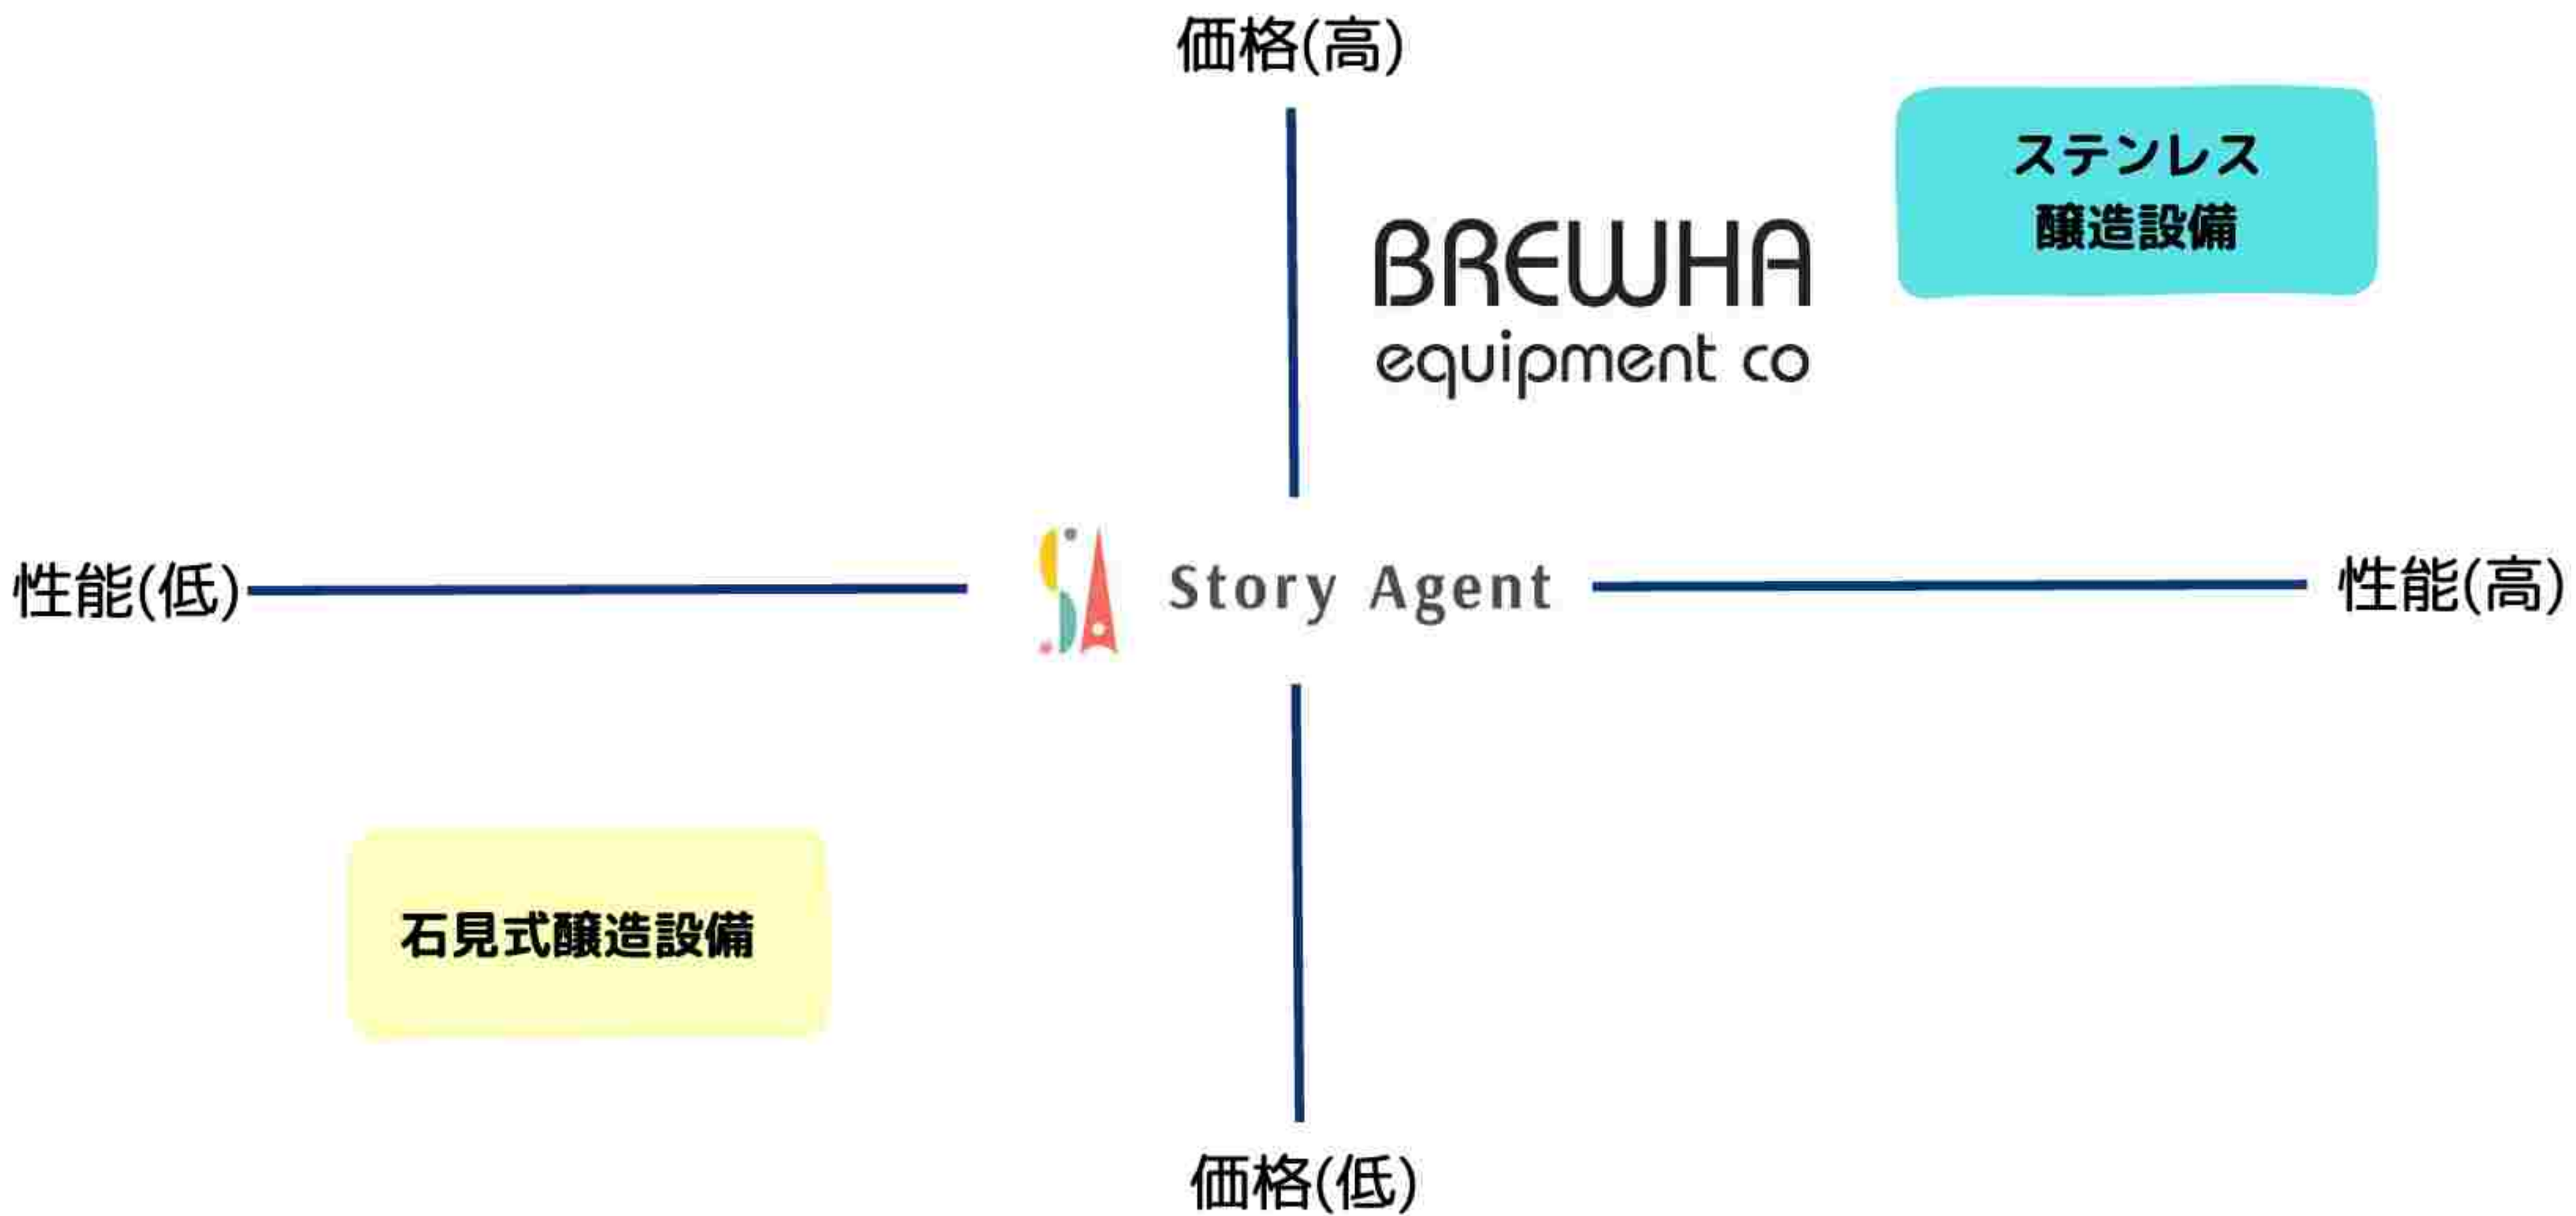 価格(高)
ステンレス
醸造設備
BREWHA
equipment co
性能(低)
Story Agent
性能(高)
石見式醸造設備
価格(低)